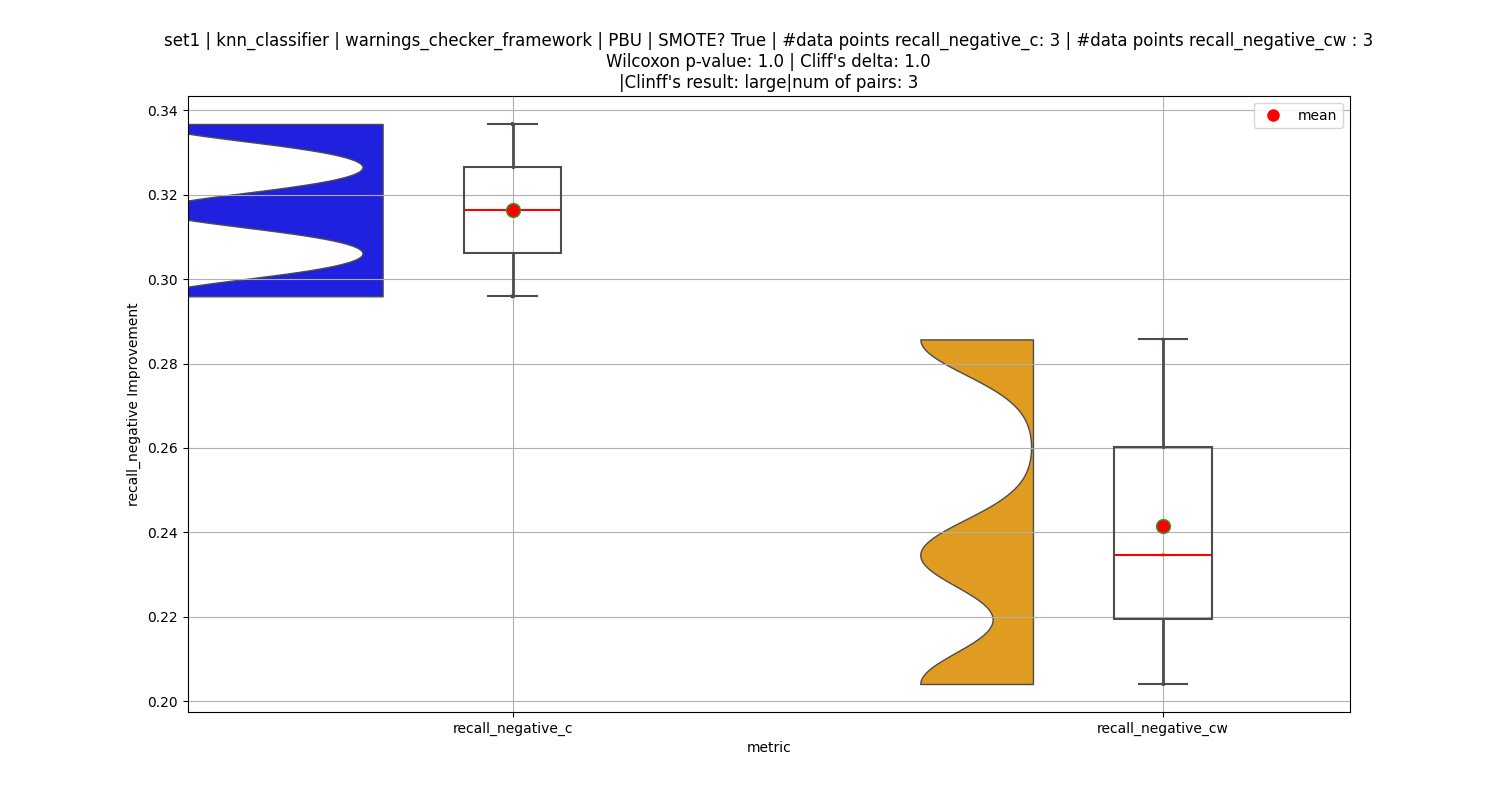 set1 | knn_classifier | warnings_checker_framework | PBU | SMOTE? True | #data points recall_negative_c: 3 | #data points recall_negative_cw : 3
Wilcoxon p-value: 1.0 | Cliff's delta: 1.0
|Clinff's result: large|num of pairs: 3
mean
0.34
0.32
0.30
0.28
0.26
0.24
0.22
0.20
recall_negative Improvement
recall_negative_c
recall_negative_cw
metric